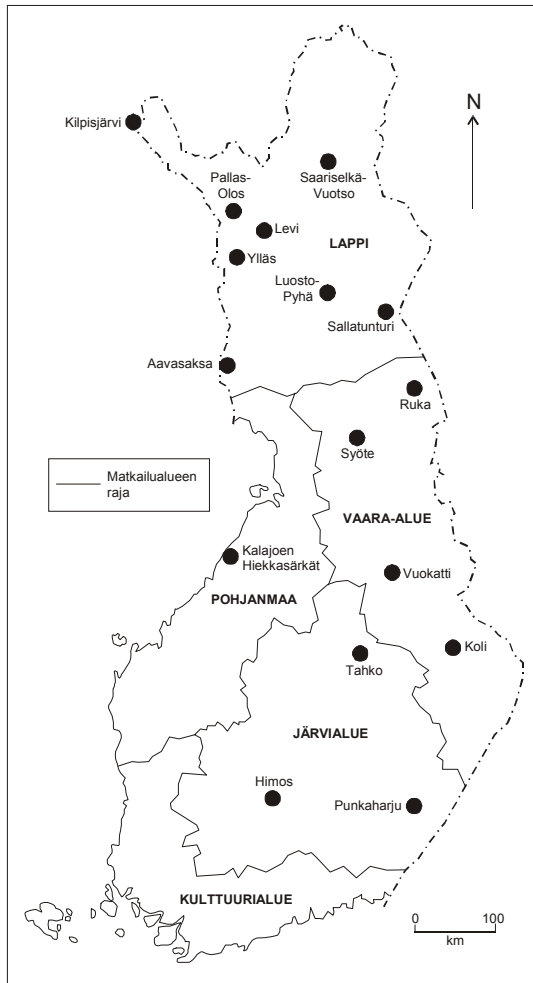 N
Kilpisjärvi
Saariselkä-
Vuotso
Pallas-
Olos
Levi
LAPPI
Ylläs
Luosto-
Pyhä
Sallatunturi
Aavasaksa
Ruka
Syöte
Matkailualueen
raja
VAARA-ALUE
Kalajoen
Hiekkasärkät
Vuokatti
POHJANMAA
Koli
Tahko
JÄRVIALUE
Himos
Punkaharju
KULTTUURIALUE
0 100
km